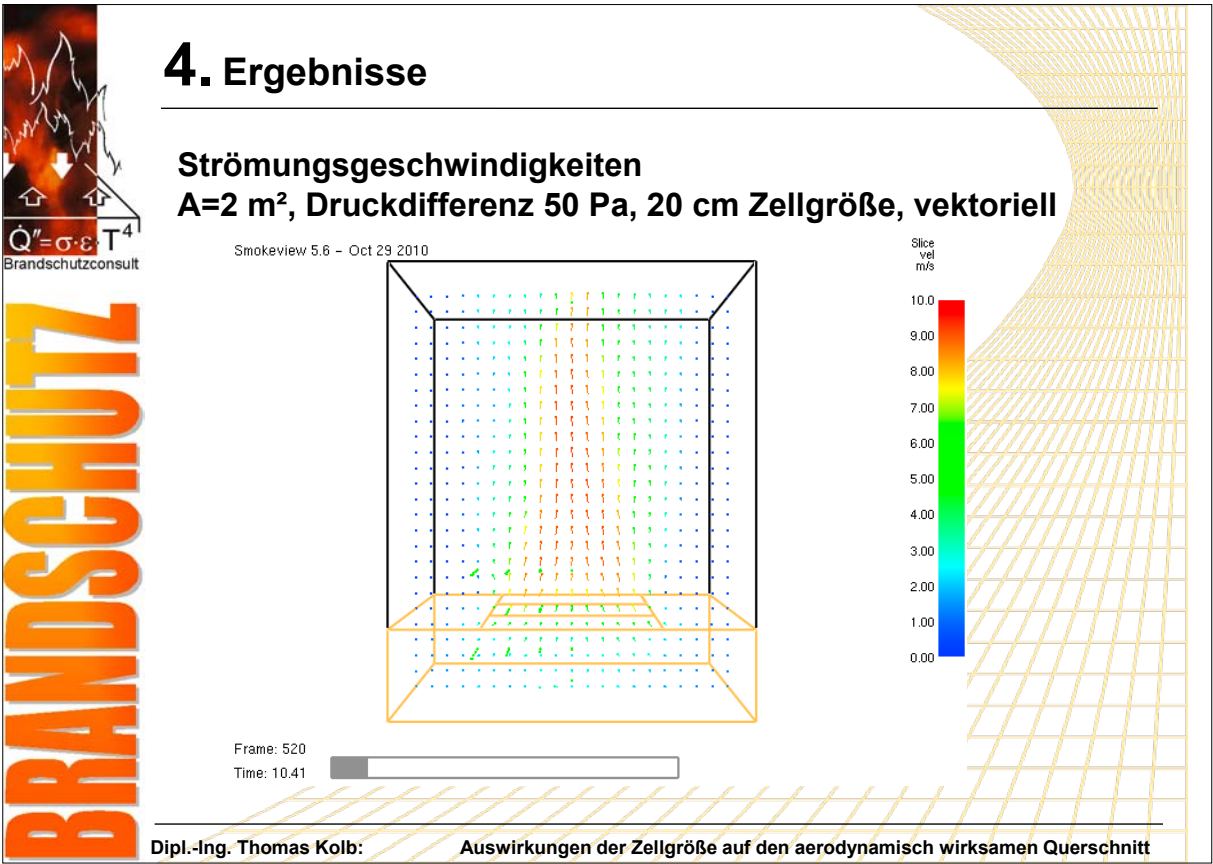 4. Ergebnisse
Strömungsgeschwindigkeiten
A=2 m², Druckdifferenz 50 Pa, 20 cm Zellgröße, vektoriell
Q̇″=σ·ε·T⁴
Brandschutzconsult
BRANDSCHUTZ
Smokeview 5.6 – Oct 29 2010
Slice
vel
m/s
10.0
9.00
8.00
7.00
6.00
5.00
4.00
3.00
2.00
1.00
0.00
Frame: 520
Time: 10.41
Dipl.-Ing. Thomas Kolb: Auswirkungen der Zellgröße auf den aerodynamisch wirksamen Querschnitt